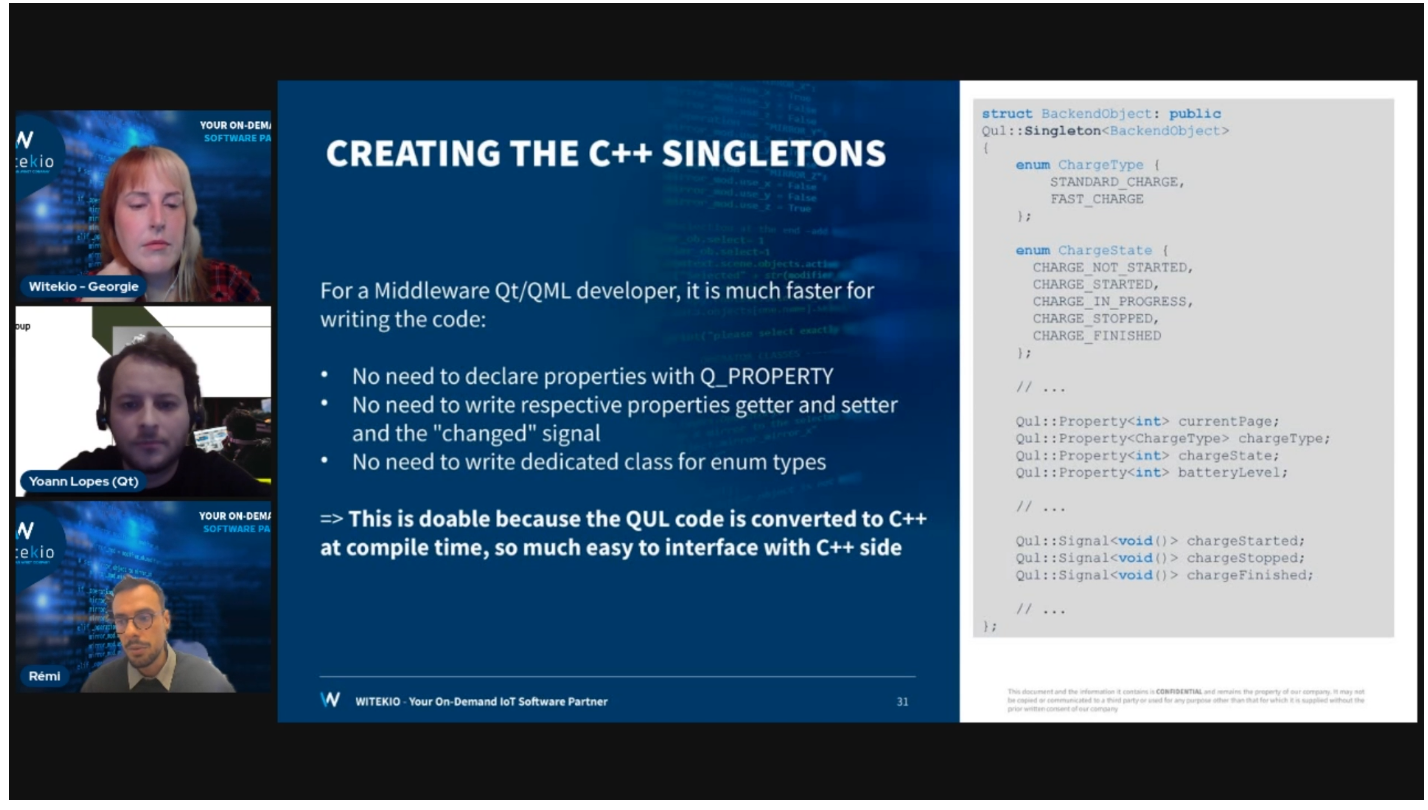 YOUR ON-DEMA
SOFTWARE PA
W
tekio
Witekio – Georgie
oup
Yoann Lopes (Qt)
YOUR ON-DEMA
SOFTWARE PA
W
tekio
Rémi
CREATING THE C++ SINGLETONS
For a Middleware Qt/QML developer, it is much faster for
writing the code:
• No need to declare properties with Q_PROPERTY
• No need to write respective properties getter and setter
and the "changed" signal
• No need to write dedicated class for enum types
=> This is doable because the QUL code is converted to C++
at compile time, so much easy to interface with C++ side
W WITEKIO - Your On-Demand IoT Software Partner
31
struct BackendObject: public
Qul::Singleton<BackendObject>
{
enum ChargeType {
STANDARD_CHARGE,
FAST_CHARGE
};
enum ChargeState {
CHARGE_NOT_STARTED,
CHARGE_STARTED,
CHARGE_IN_PROGRESS,
CHARGE_STOPPED,
CHARGE_FINISHED
};
// ...
Qul::Property<int> currentPage;
Qul::Property<ChargeType> chargeType;
Qul::Property<int> chargeState;
Qul::Property<int> batteryLevel;
// ...
Qul::Signal<void()> chargeStarted;
Qul::Signal<void()> chargeStopped;
Qul::Signal<void()> chargeFinished;
// ...
};
This document and the information it contains is CONFIDENTIAL and remains the property of our company. It may not
be copied or communicated to a third party or used for any purpose other than that for which it is supplied without the
prior written consent of our company